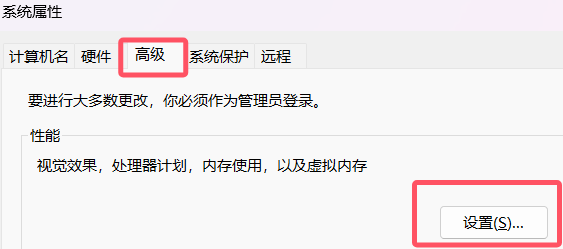 系统属性
计算机名 硬件 高级 系统保护 远程
要进行大多数更改，你必须作为管理员登录。
性能
视觉效果，处理器计划，内存使用，以及虚拟内存
设置(S)...